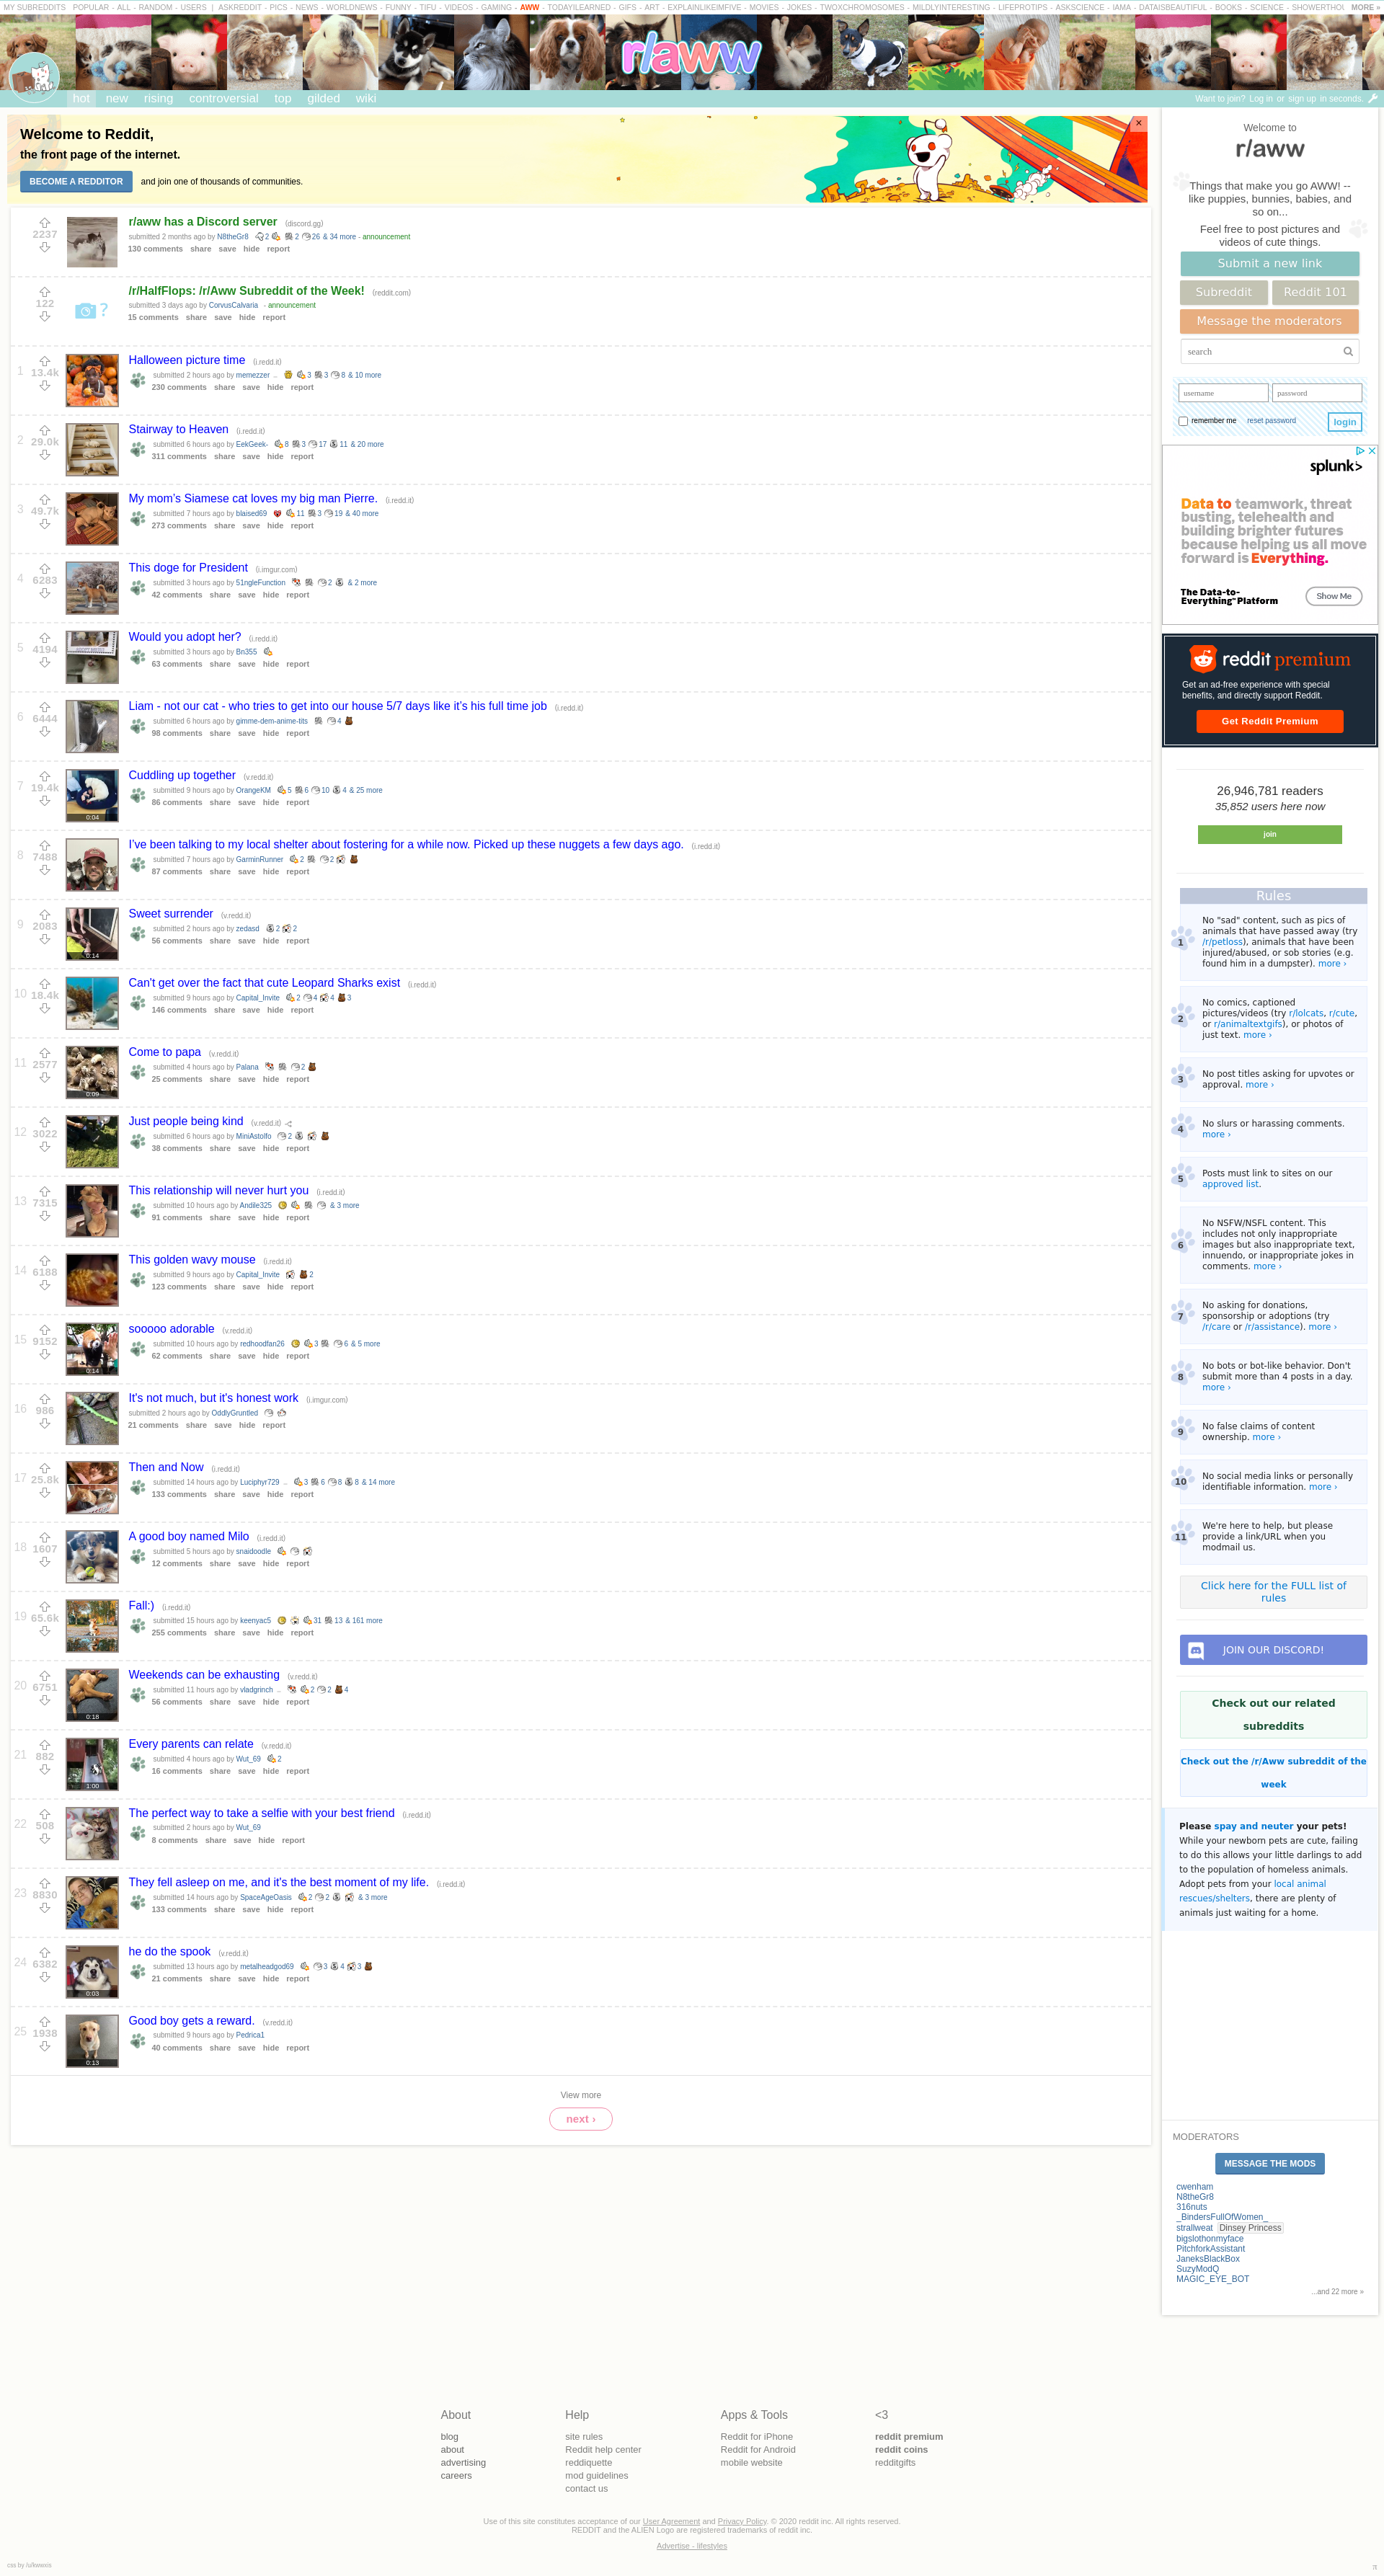 MY SUBREDDITS POPULAR - ALL - RANDOM - USERS | ASKREDDIT - PICS - NEWS - WORLDNEWS - FUNNY - TIFU - VIDEOS - GAMING - AWW - TODAYILEARNED - GIFS - ART - EXPLAINLIKEIMFIVE - MOVIES - JOKES - TWOXCHROMOSOMES - MILDLYINTERESTING - LIFEPROTIPS - ASKSCIENCE - IAMA - DATAISBEAUTIFUL - BOOKS - SCIENCE - SHOWERTHOU MORE »
r/aww
hot new rising controversial top gilded wiki
Want to join? Log in or sign up in seconds.
Welcome to Reddit,
the front page of the internet.
BECOME A REDDITOR and join one of thousands of communities.
×
2237
r/aww has a Discord server (discord.gg)
submitted 2 months ago by N8theGr8 2 2 26 & 34 more - announcement
130 comments share save hide report
122
?
/r/HalfFlops: /r/Aww Subreddit of the Week! (reddit.com)
submitted 3 days ago by CorvusCalvaria - announcement
15 comments share save hide report
1 13.4k
Halloween picture time (i.redd.it)
submitted 2 hours ago by memezzer .. 3 3 8 & 10 more
230 comments share save hide report
2 29.0k
Stairway to Heaven (i.redd.it)
submitted 6 hours ago by EekGeek- 8 3 17 11 & 20 more
311 comments share save hide report
3 49.7k
My mom's Siamese cat loves my big man Pierre. (i.redd.it)
submitted 7 hours ago by blaised69 11 3 19 & 40 more
273 comments share save hide report
4 6283
This doge for President (i.imgur.com)
submitted 3 hours ago by 51ngleFunction 2 & 2 more
42 comments share save hide report
5 4194
Would you adopt her? (i.redd.it)
submitted 3 hours ago by Bn355
63 comments share save hide report
6 6444
Liam - not our cat - who tries to get into our house 5/7 days like it's his full time job (i.redd.it)
submitted 6 hours ago by gimme-dem-anime-tits 4
98 comments share save hide report
7 19.4k
0:04
Cuddling up together (v.redd.it)
submitted 9 hours ago by OrangeKM 5 6 10 4 & 25 more
86 comments share save hide report
8 7488
I've been talking to my local shelter about fostering for a while now. Picked up these nuggets a few days ago. (i.redd.it)
submitted 7 hours ago by GarminRunner 2 2
87 comments share save hide report
9 2083
0:14
Sweet surrender (v.redd.it)
submitted 2 hours ago by zedasd 2 2
56 comments share save hide report
10 18.4k
Can't get over the fact that cute Leopard Sharks exist (i.redd.it)
submitted 9 hours ago by Capital_Invite 2 4 4 3
146 comments share save hide report
11 2577
0:09
Come to papa (v.redd.it)
submitted 4 hours ago by Palana 2
25 comments share save hide report
12 3022
Just people being kind (v.redd.it)
submitted 6 hours ago by MiniAstolfo 2
38 comments share save hide report
13 7315
This relationship will never hurt you (i.redd.it)
submitted 10 hours ago by Andile325 & 3 more
91 comments share save hide report
14 6188
This golden wavy mouse (i.redd.it)
submitted 9 hours ago by Capital_Invite 2
123 comments share save hide report
15 9152
0:14
sooooo adorable (v.redd.it)
submitted 10 hours ago by redhoodfan26 3 6 & 5 more
62 comments share save hide report
16 986
It's not much, but it's honest work (i.imgur.com)
submitted 2 hours ago by OddlyGruntled
21 comments share save hide report
17 25.8k
Then and Now (i.redd.it)
submitted 14 hours ago by Luciphyr729 .. 3 6 8 8 & 14 more
133 comments share save hide report
18 1607
A good boy named Milo (i.redd.it)
submitted 5 hours ago by snaidoodle
12 comments share save hide report
19 65.6k
Fall:) (i.redd.it)
submitted 15 hours ago by keenyac5 31 13 & 161 more
255 comments share save hide report
20 6751
0:18
Weekends can be exhausting (v.redd.it)
submitted 11 hours ago by vladgrinch .. 2 2 4
56 comments share save hide report
21 882
1:00
Every parents can relate (v.redd.it)
submitted 4 hours ago by Wut_69 2
16 comments share save hide report
22 508
The perfect way to take a selfie with your best friend (i.redd.it)
submitted 2 hours ago by Wut_69
8 comments share save hide report
23 8830
They fell asleep on me, and it's the best moment of my life. (i.redd.it)
submitted 14 hours ago by SpaceAgeOasis 2 2 & 3 more
133 comments share save hide report
24 6382
0:03
he do the spook (v.redd.it)
submitted 13 hours ago by metalheadgod69 3 4 3
21 comments share save hide report
25 1938
0:13
Good boy gets a reward. (v.redd.it)
submitted 9 hours ago by Pedrica1
40 comments share save hide report
View more
next ›
Welcome to
r/aww
Things that make you go AWW! --
like puppies, bunnies, babies, and
so on...
Feel free to post pictures and
videos of cute things.
Submit a new link
Subreddit Reddit 101
Message the moderators
search
username password
remember me reset password login
splunk>
Data to teamwork, threat
busting, telehealth and
building brighter futures
because helping us all move
forward is Everything.
The Data-to-
Everything™ Platform
Show Me
reddit premium
Get an ad-free experience with special
benefits, and directly support Reddit.
Get Reddit Premium
26,946,781 readers
35,852 users here now
join
Rules
1
No "sad" content, such as pics of
animals that have passed away (try
/r/petloss), animals that have been
injured/abused, or sob stories (e.g.
found him in a dumpster). more ›
2
No comics, captioned
pictures/videos (try r/lolcats, r/cute,
or r/animaltextgifs), or photos of
just text. more ›
3
No post titles asking for upvotes or
approval. more ›
4
No slurs or harassing comments.
more ›
5
Posts must link to sites on our
approved list.
6
No NSFW/NSFL content. This
includes not only inappropriate
images but also inappropriate text,
innuendo, or inappropriate jokes in
comments. more ›
7
No asking for donations,
sponsorship or adoptions (try
/r/care or /r/assistance). more ›
8
No bots or bot-like behavior. Don't
submit more than 4 posts in a day.
more ›
9
No false claims of content
ownership. more ›
10
No social media links or personally
identifiable information. more ›
11
We're here to help, but please
provide a link/URL when you
modmail us.
Click here for the FULL list of
rules
JOIN OUR DISCORD!
Check out our related
subreddits
Check out the /r/Aww subreddit of the
week
Please spay and neuter your pets!
While your newborn pets are cute, failing
to do this allows your little darlings to add
to the population of homeless animals.
Adopt pets from your local animal
rescues/shelters, there are plenty of
animals just waiting for a home.
MODERATORS
MESSAGE THE MODS
cwenham
N8theGr8
316nuts
_BindersFullOfWomen_
strallweat Dinsey Princess
bigslothonmyface
PitchforkAssistant
JaneksBlackBox
SuzyModQ
MAGIC_EYE_BOT
...and 22 more »
About
blog
about
advertising
careers
Help
site rules
Reddit help center
reddiquette
mod guidelines
contact us
Apps & Tools
Reddit for iPhone
Reddit for Android
mobile website
<3
reddit premium
reddit coins
redditgifts
Use of this site constitutes acceptance of our User Agreement and Privacy Policy. © 2020 reddit inc. All rights reserved.
REDDIT and the ALIEN Logo are registered trademarks of reddit inc.
Advertise - lifestyles
π